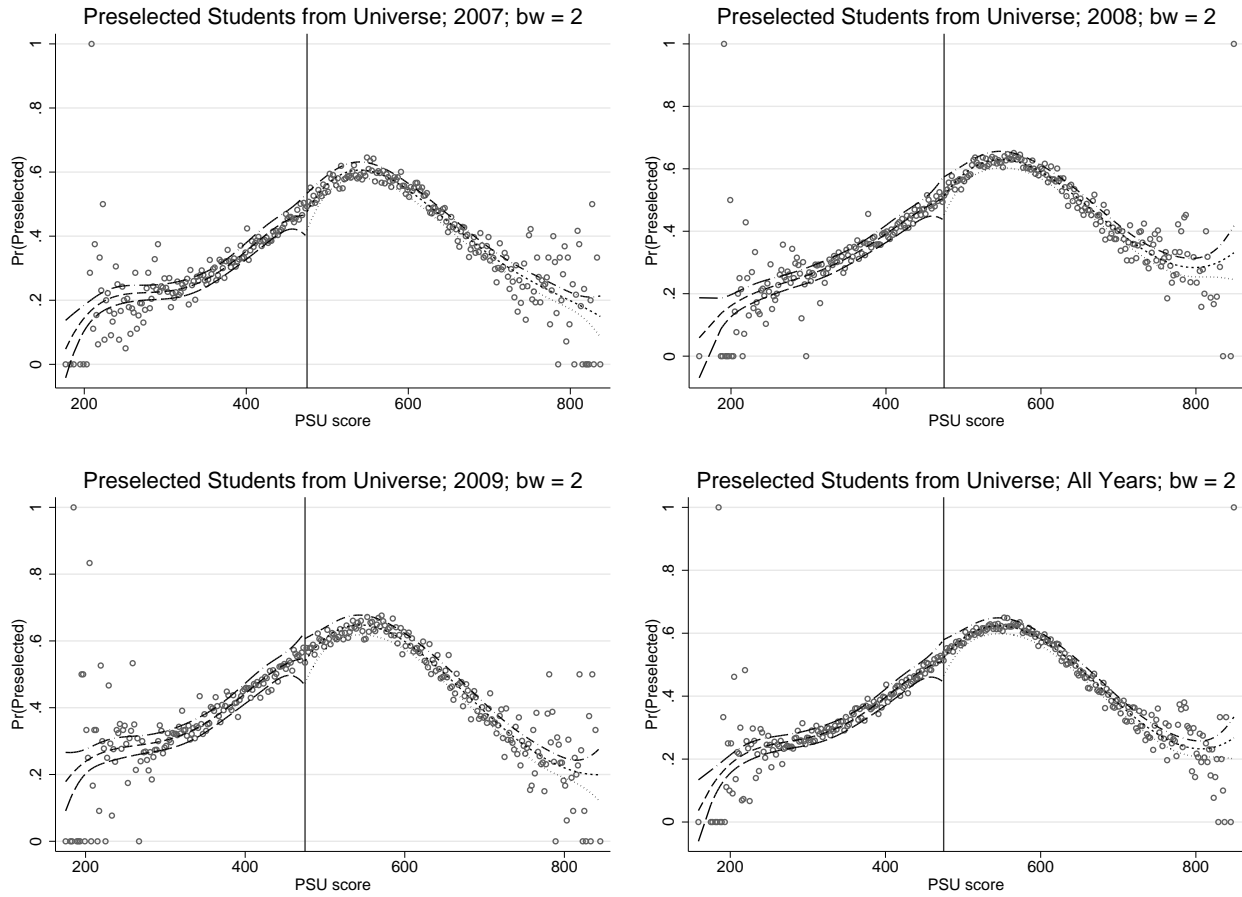 Preselected Students from Universe; 2007; bw = 2
Pr(Preselected)
1
.8
.6
.4
.2
0
200 400 600 800
PSU score
Preselected Students from Universe; 2008; bw = 2
Pr(Preselected)
1
.8
.6
.4
.2
0
200 400 600 800
PSU score
Preselected Students from Universe; 2009; bw = 2
Pr(Preselected)
1
.8
.6
.4
.2
0
200 400 600 800
PSU score
Preselected Students from Universe; All Years; bw = 2
Pr(Preselected)
1
.8
.6
.4
.2
0
200 400 600 800
PSU score